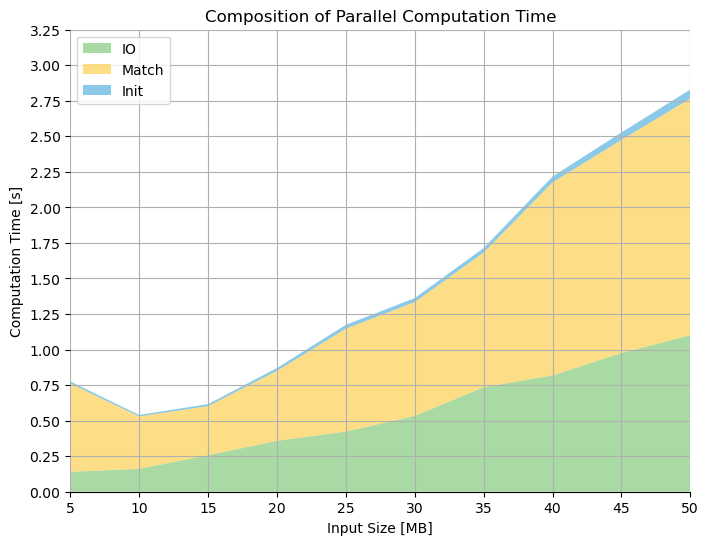 Composition of Parallel Computation Time
IO
Match
Init
Computation Time [s]
3.25
3.00
2.75
2.50
2.25
2.00
1.75
1.50
1.25
1.00
0.75
0.50
0.25
0.00
5 10 15 20 25 30 35 40 45 50
Input Size [MB]